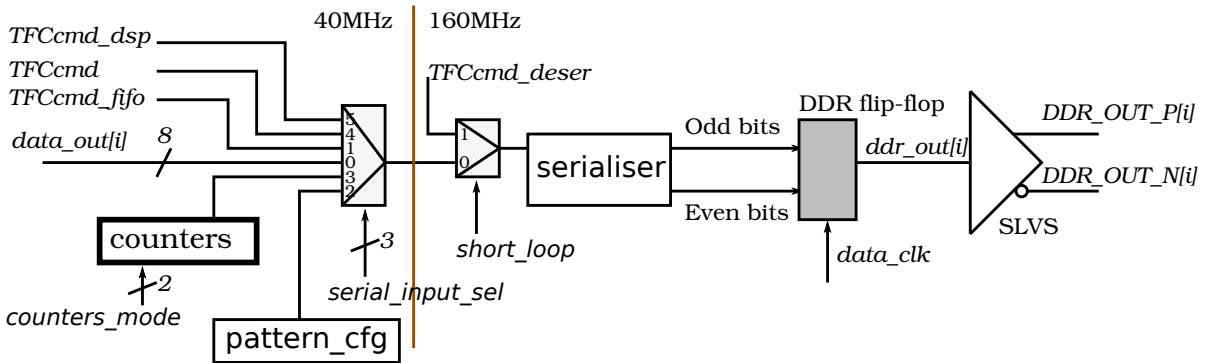 40MHz
160MHz
TFCcmd_dsp
TFCcmd
TFCcmd_fifo
data_out[i]
8
5
4
1
0
3
2
TFCcmd_deser
1
0
serialiser
Odd bits
Even bits
DDR flip-flop
ddr_out[i]
DDR_OUT_P[i]
DDR_OUT_N[i]
SLVS
counters
2
counters_mode
3
serial_input_sel
short_loop
data_clk
pattern_cfg